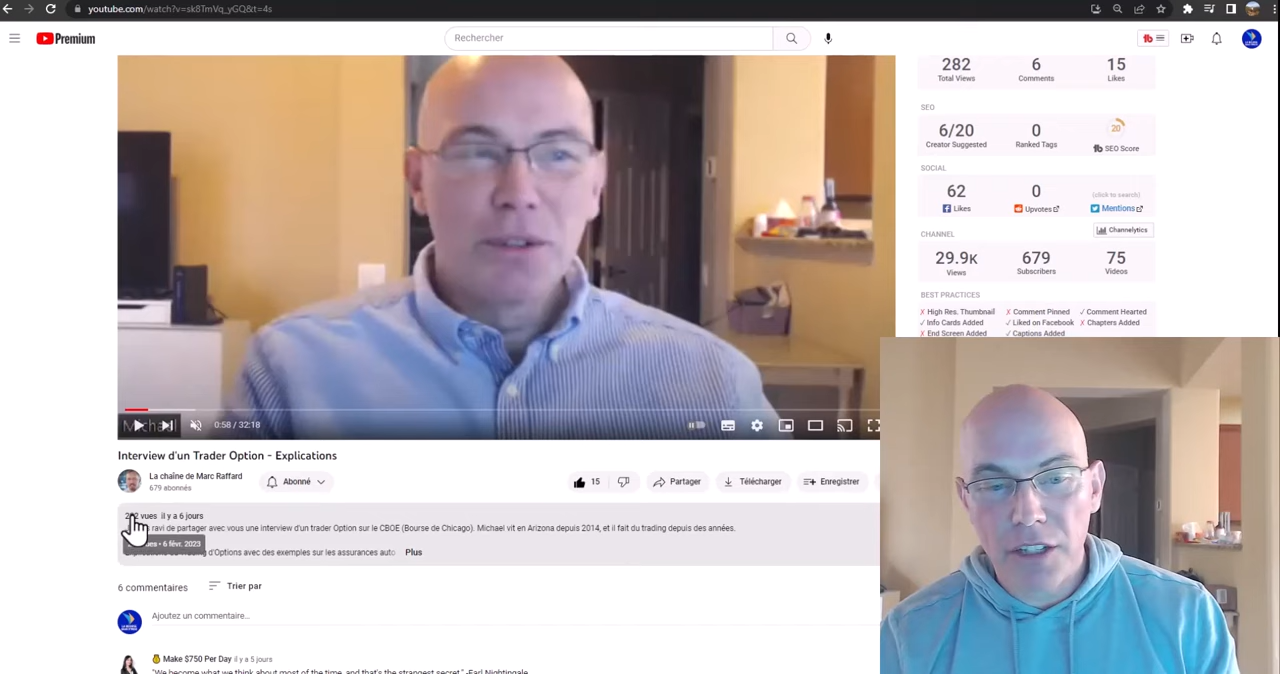 youtube.com/watch?v=sk8TmVq_yGQ&t=4s
Premium
Rechercher
282 6 15
Total Views Comments Likes
SEO
6/20 0 20
Creator Suggested Ranked Tags SEO Score
SOCIAL
62 0 (click to search)
Likes Upvotes Mentions
CHANNEL Channelytics
29.9K 679 75
Views Subscribers Videos
BEST PRACTICES
✗ High Res. Thumbnail ✗ Comment Pinned ✓ Comment Hearted
✓ Info Cards Added ✓ Liked on Facebook ✗ Chapters Added
✗ End Screen Added ✓ Captions Added
0:58 / 32:18
Interview d'un Trader Option - Explications
La chaîne de Marc Raffard
679 abonnés
Abonné
15
Partager
Télécharger
Enregistrer
vues il y a 6 jours
ravi de partager avec vous une interview d'un trader Option sur le CBOE (Bourse de Chicago). Michael vit en Arizona depuis 2014, et il fait du trading depuis des années.
• 6 févr. 2023
d'Options avec des exemples sur les assurances auto Plus
6 commentaires Trier par
Ajoutez un commentaire...
Make $750 Per Day il y a 5 jours
"We become what we think about most of the time, and that's the strangest secret." -Earl Nightingale